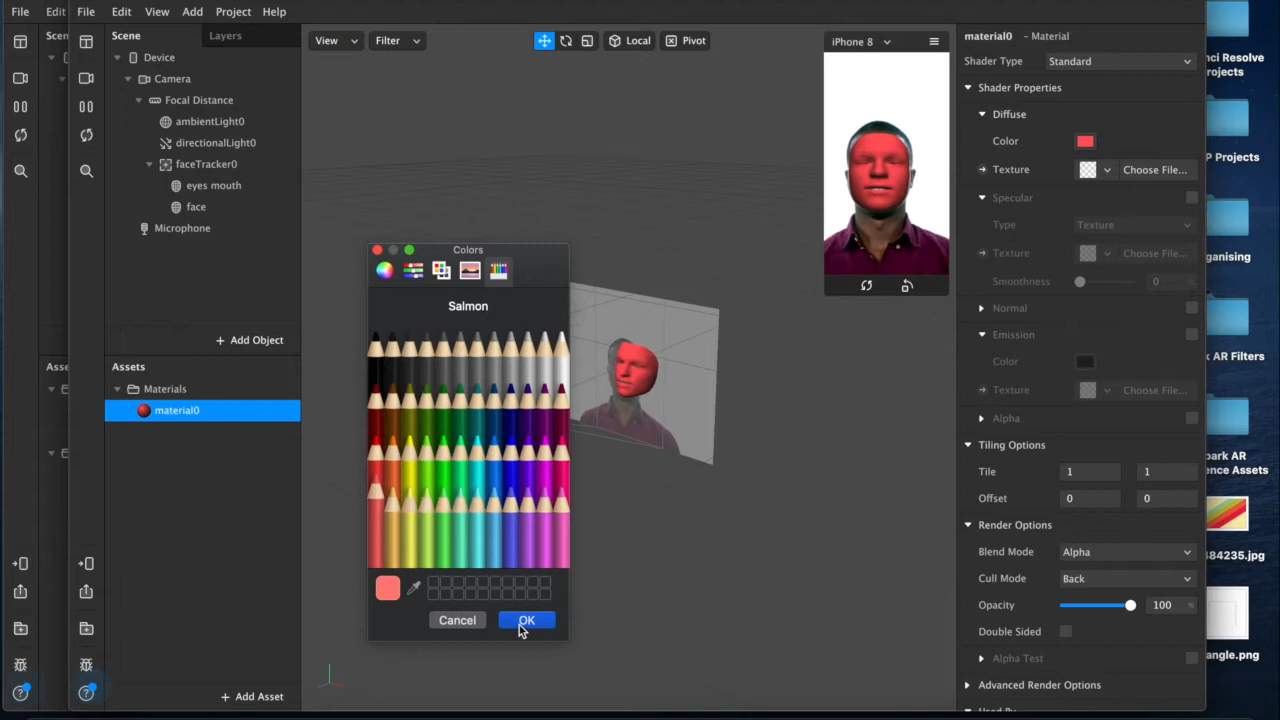 File
Edit
File
Edit
View
Add
Project
Help
Scen
Scene
Layers
Device
Camera
Focal Distance
ambientLight0
directionalLight0
faceTracker0
eyes mouth
face
Microphone
+ Add Object
Asse
Assets
Materials
material0
+ Add Asset
View
Filter
Local
Pivot
iPhone 8
Colors
Salmon
Cancel
OK
material0 - Material
Shader Type
Standard
Shader Properties
Diffuse
Color
Texture
Choose File...
Specular
Type
Texture
Texture
Choose File...
Smoothness
0
Normal
Emission
Color
Texture
Choose File...
Alpha
Tiling Options
Tile
1
1
Offset
0
0
Render Options
Blend Mode
Alpha
Cull Mode
Back
Opacity
100
%
Double Sided
Alpha Test
Advanced Render Options
nci Resolve
rojects
P Projects
rganising
k AR Filters
park AR
ence Assets
484235.jpg
angle.png